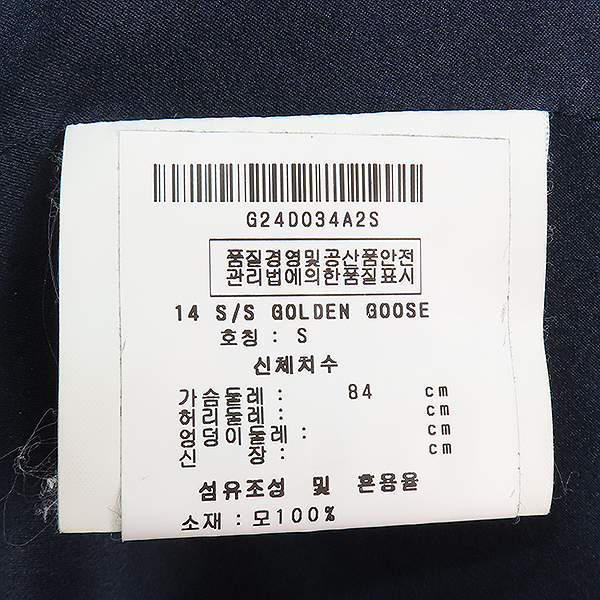 G24D034A2S
품질경영및공산품안전
관리법에의한품질표시
14 S/S GOLDEN GOOSE
호칭 : S
신체치수
가슴둘레 : 84 cm
허리둘레 : cm
엉덩이둘레 : cm
신 장 : cm
섬유조성 및 혼용율
소재 : 모100%